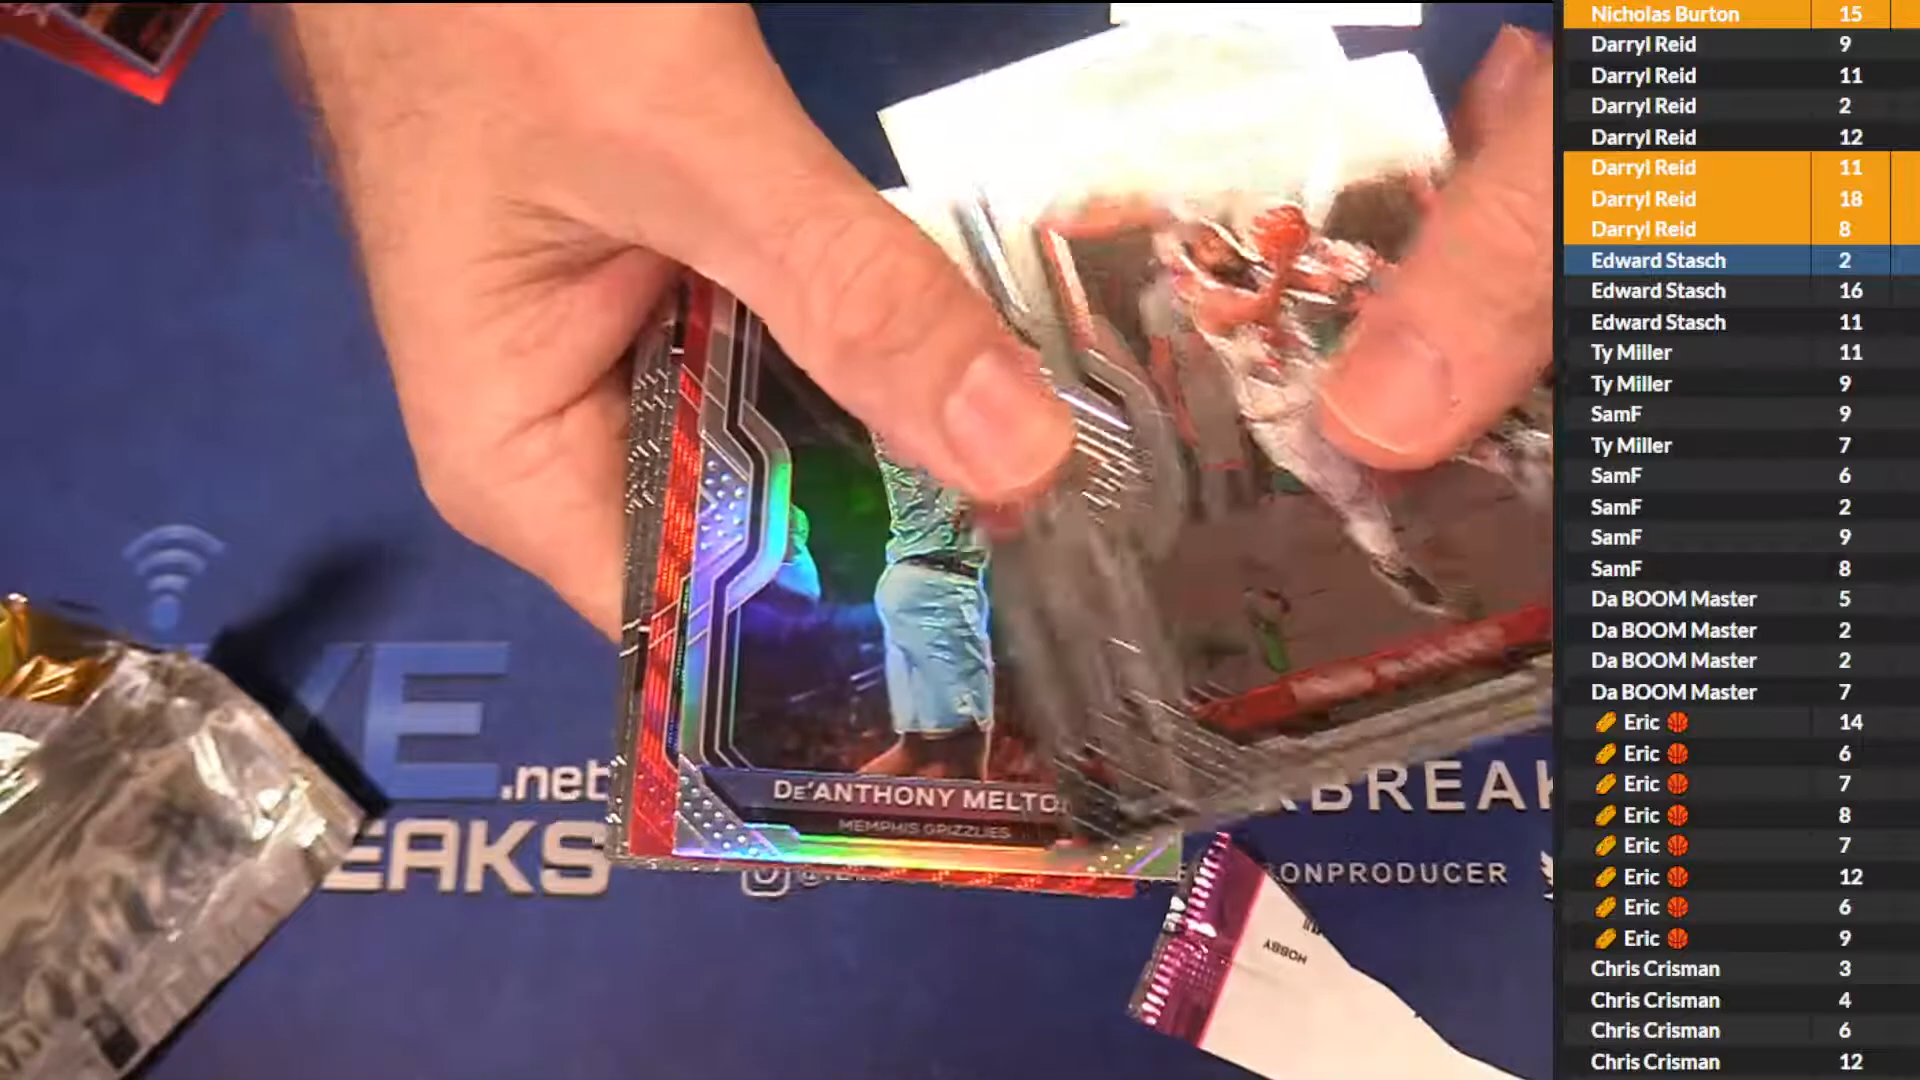 DE'ANTHONY MELTO
MEMPHIS GRIZZLIES
.net
EAKS
RBREAK
ONPRODUCER
HOBBY
Nicholas Burton 15
Darryl Reid 9
Darryl Reid 11
Darryl Reid 2
Darryl Reid 12
Darryl Reid 11
Darryl Reid 18
Darryl Reid 8
Edward Stasch 2
Edward Stasch 16
Edward Stasch 11
Ty Miller 11
Ty Miller 9
SamF 9
Ty Miller 7
SamF 6
SamF 2
SamF 9
SamF 8
Da BOOM Master 5
Da BOOM Master 2
Da BOOM Master 2
Da BOOM Master 7
🏉 Eric 🏀 14
🏉 Eric 🏀 6
🏉 Eric 🏀 7
🏉 Eric 🏀 8
🏉 Eric 🏀 7
🏉 Eric 🏀 12
🏉 Eric 🏀 6
🏉 Eric 🏀 9
Chris Crisman 3
Chris Crisman 4
Chris Crisman 6
Chris Crisman 12